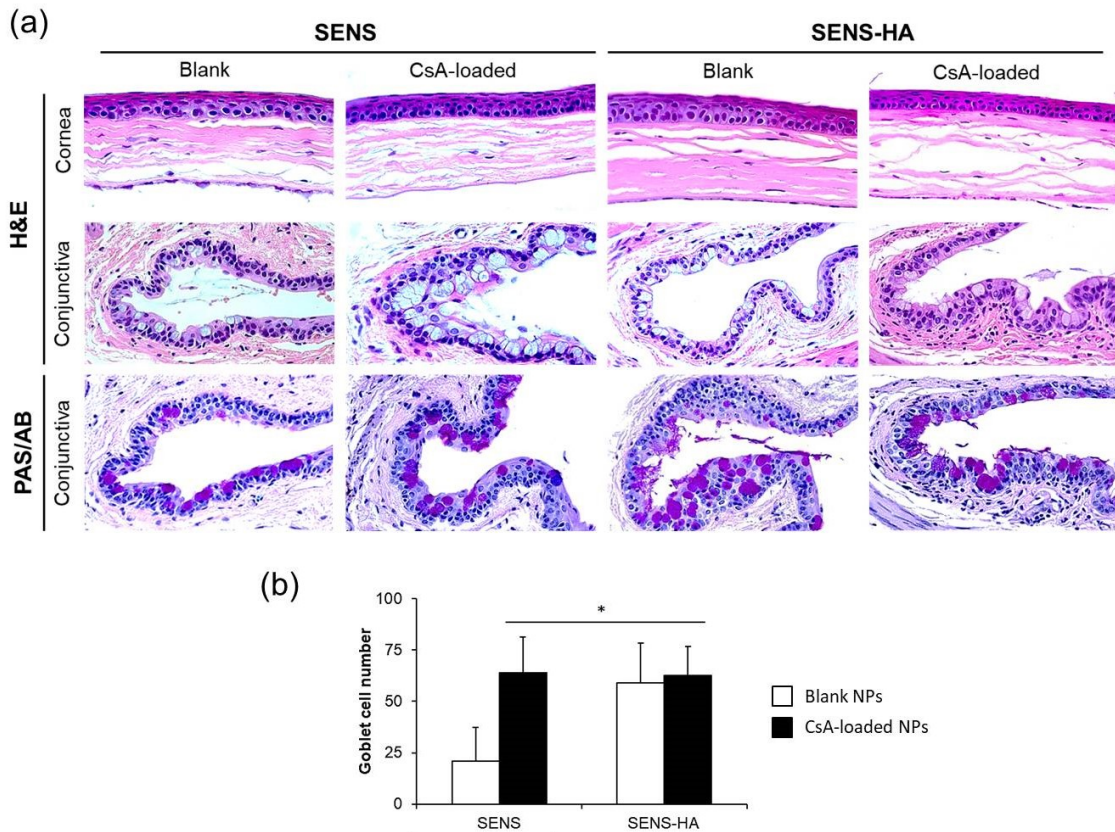 (a)
SENS SENS-HA
Blank CsA-loaded Blank CsA-loaded
H&E
Cornea
Conjunctiva
PAS/AB
Conjunctiva
(b)
100
75
50
25
0
Goblet cell number
*
SENS SENS-HA
Blank NPs
CsA-loaded NPs